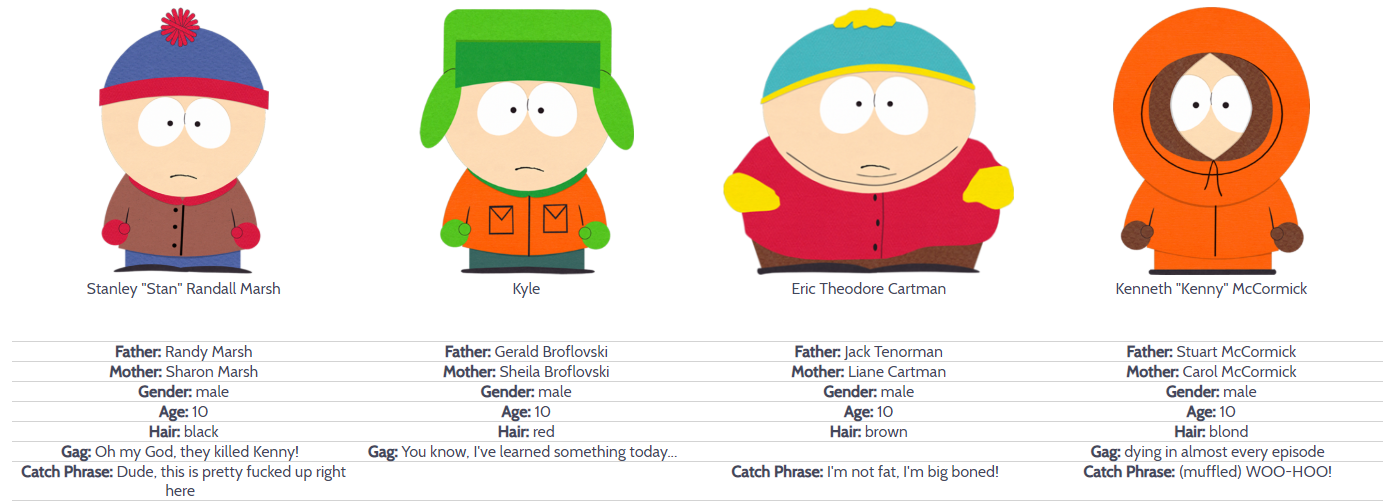 Stanley "Stan" Randall Marsh
Kyle
Eric Theodore Cartman
Kenneth "Kenny" McCormick
Father: Randy Marsh
Father: Gerald Broflovski
Father: Jack Tenorman
Father: Stuart McCormick
Mother: Sharon Marsh
Mother: Sheila Broflovski
Mother: Liane Cartman
Mother: Carol McCormick
Gender: male
Gender: male
Gender: male
Gender: male
Age: 10
Age: 10
Age: 10
Age: 10
Hair: black
Hair: red
Hair: brown
Hair: blond
Gag: Oh my God, they killed Kenny!
Gag: You know, I've learned something today...
Gag: dying in almost every episode
Catch Phrase: Dude, this is pretty fucked up right
here
Catch Phrase: I'm not fat, I'm big boned!
Catch Phrase: (muffled) WOO-HOO!